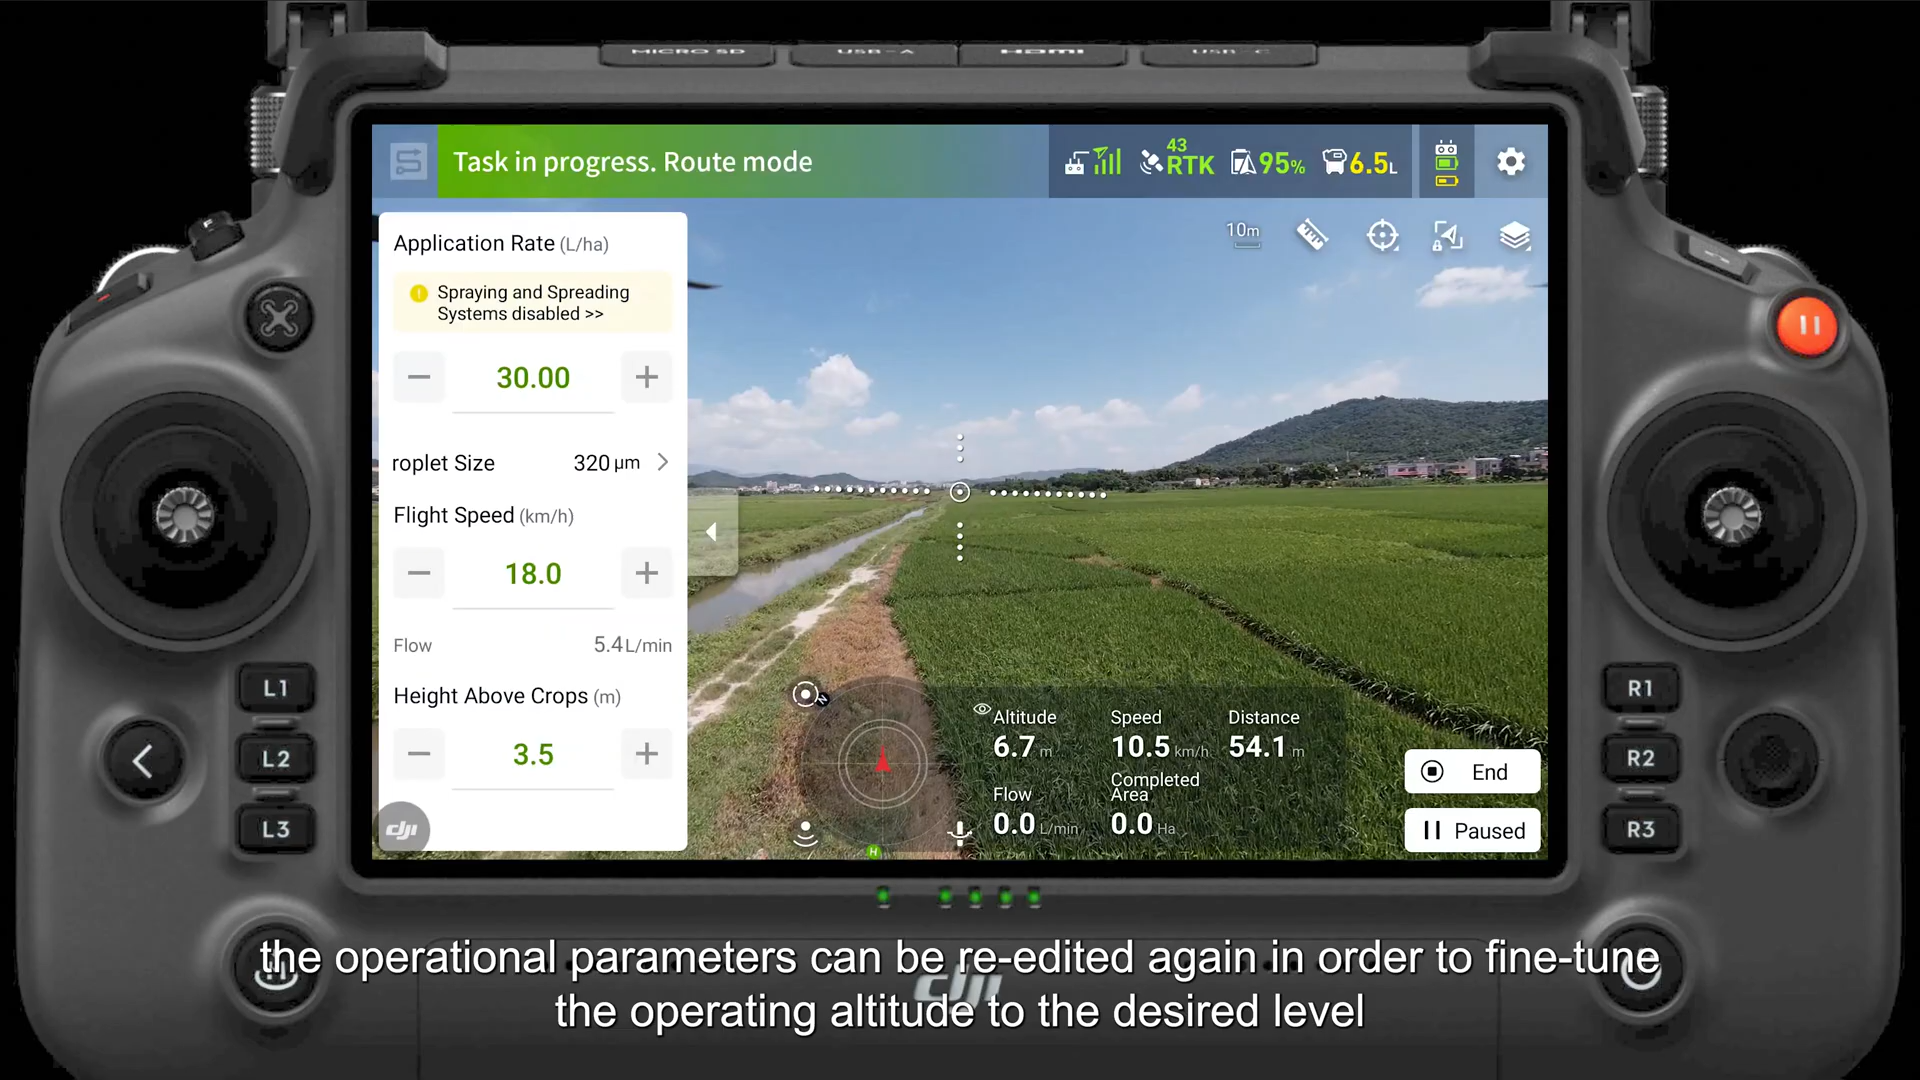 MICRO SD
USB-A
HDMI
USB-C
Task in progress. Route mode
43
RTK
95%
6.5L
Application Rate (L/ha)
Spraying and Spreading
Systems disabled >>
30.00
roplet Size 320 μm
Flight Speed (km/h)
18.0
Flow 5.4L/min
Height Above Crops (m)
3.5
dji
10m
N
Altitude
6.7 m
Speed
10.5 km/h
Distance
54.1 m
Flow
0.0 L/min
Completed
Area
0.0 Ha
H
End
Paused
L1
L2
L3
R1
R2
R3
dji
the operational parameters can be re-edited again in order to fine-tune
the operating altitude to the desired level